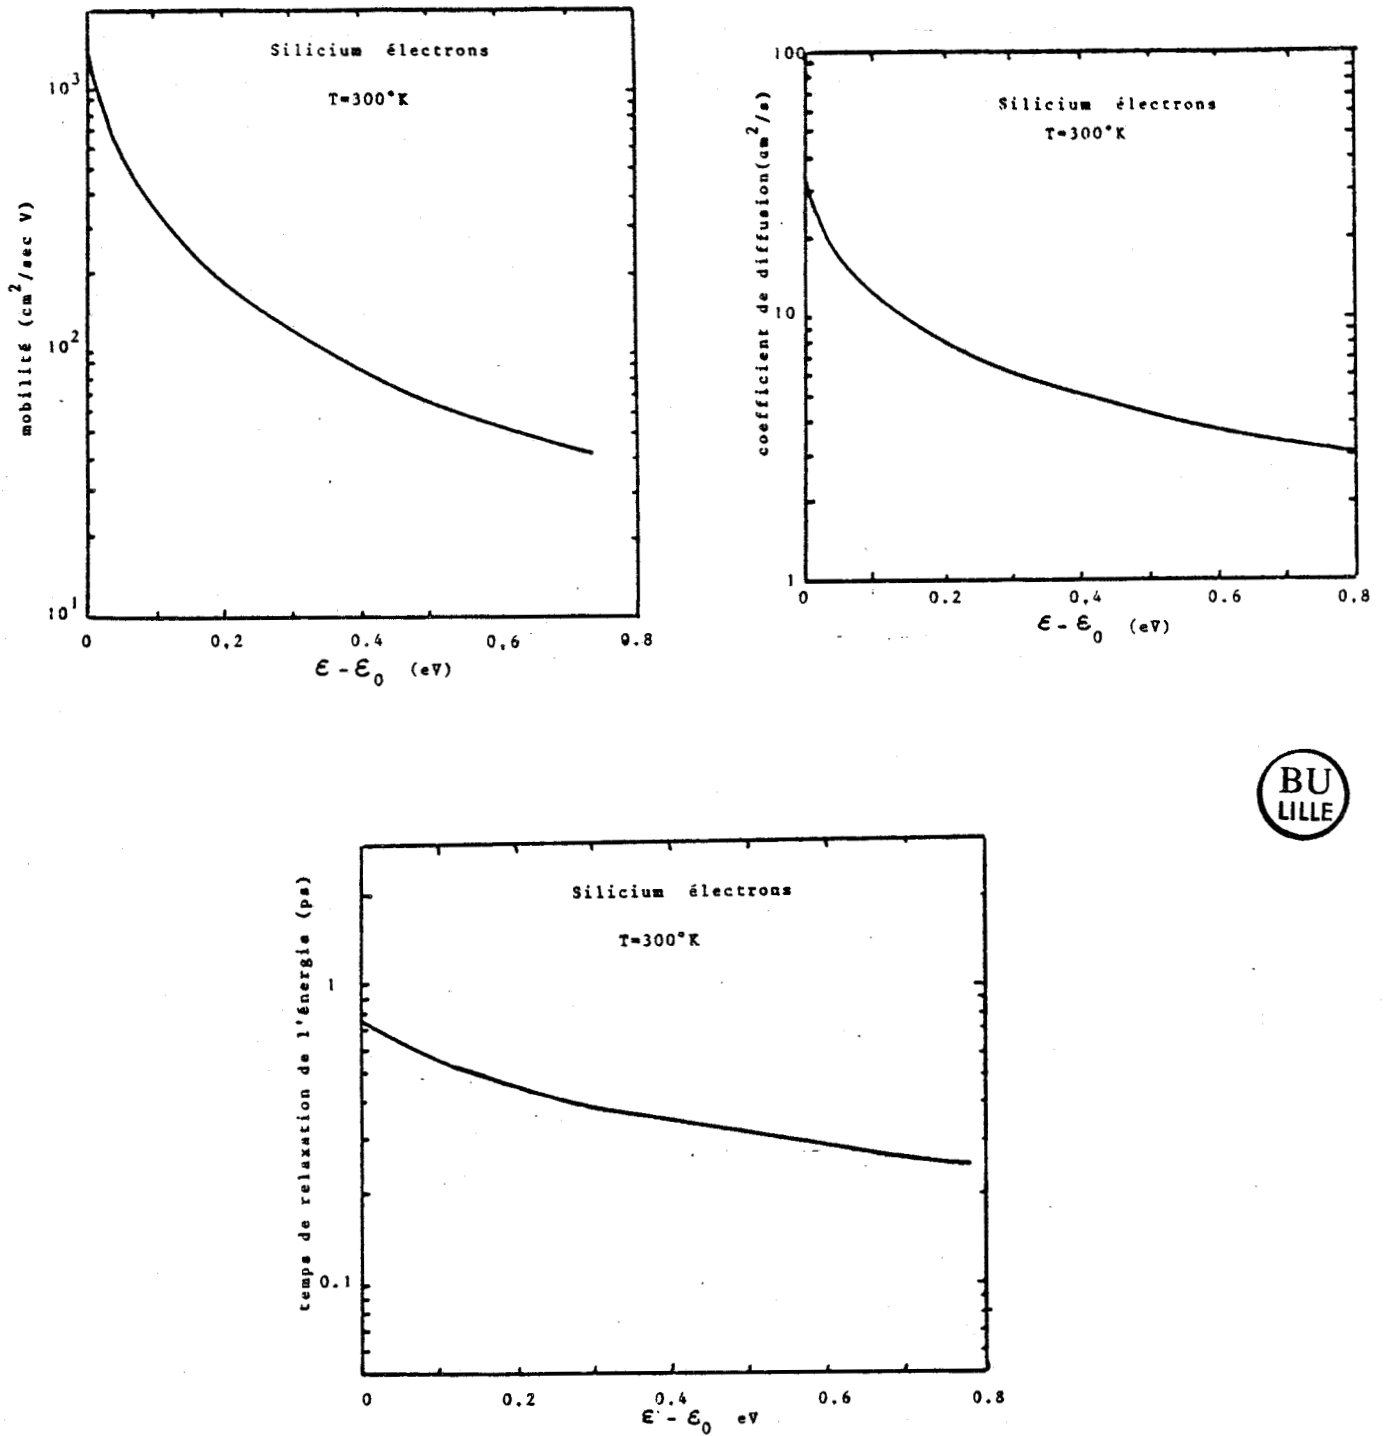 Silicium électrons
T=300°K
mobilité (cm²/sec V)
10³
10²
10¹
0 0.2 0.4 0.6 0.8
ε - ε₀ (eV)
Silicium électrons
T=300°K
coefficient de diffusion(cm²/s)
100
10
1
0 0.2 0.4 0.6 0.8
ε - ε₀ (eV)
BU
LILLE
Silicium électrons
T=300°K
temps de relaxation de l'énergie (ps)
1
0.1
0 0.2 0.4 0.6 0.8
ε - ε₀ eV